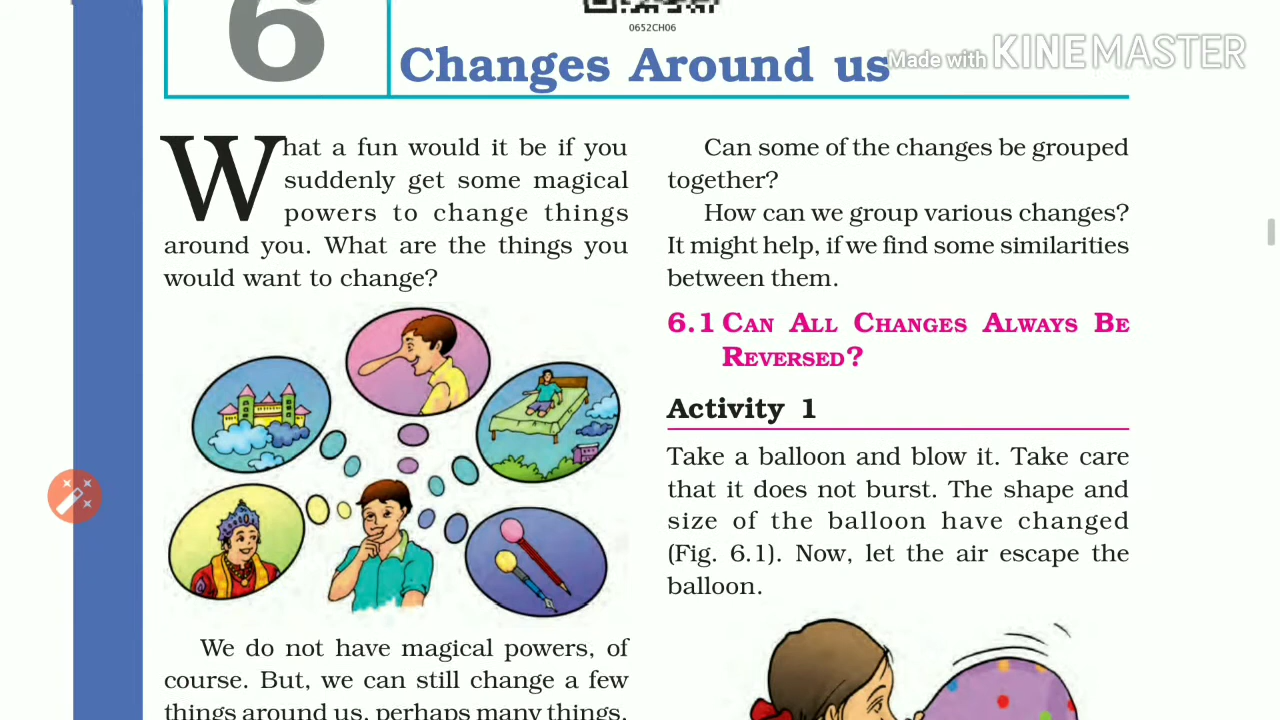 6
0652CH06
Changes Around us
Made with KINEMASTER
What a fun would it be if you
suddenly get some magical
powers to change things
around you. What are the things you
would want to change?
We do not have magical powers, of
course. But, we can still change a few
things around us, perhaps many things.
Can some of the changes be grouped
together?
How can we group various changes?
It might help, if we find some similarities
between them.
6.1 CAN ALL CHANGES ALWAYS BE
REVERSED?
Activity 1
Take a balloon and blow it. Take care
that it does not burst. The shape and
size of the balloon have changed
(Fig. 6.1). Now, let the air escape the
balloon.